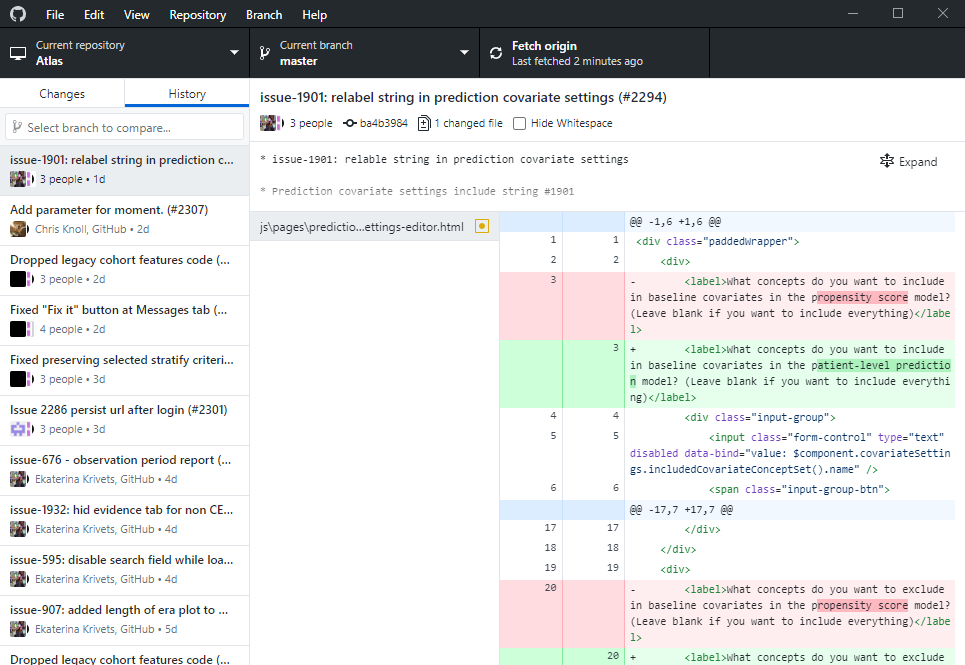 File Edit View Repository Branch Help
Current repository
Atlas
Current branch
master
Fetch origin
Last fetched 2 minutes ago
Changes
History
Select branch to compare...
issue-1901: relabel string in prediction c...
3 people • 1d
Add parameter for moment. (#2307)
Chris Knoll, GitHub • 2d
Dropped legacy cohort features code (...
3 people • 2d
Fixed "Fix it" button at Messages tab (...
4 people • 2d
Fixed preserving selected stratify criteri...
3 people • 3d
Issue 2286 persist url after login (#2301)
3 people • 3d
issue-676 - observation period report (...
Ekaterina Krivets, GitHub • 4d
issue-1932: hid evidence tab for non CE...
Ekaterina Krivets, GitHub • 4d
issue-595: disable search field while loa...
Ekaterina Krivets, GitHub • 4d
issue-907: added length of era plot to ...
Ekaterina Krivets, GitHub • 5d
Dropped legacy cohort features code (...
issue-1901: relabel string in prediction covariate settings (#2294)
3 people ba4b3984 1 changed file Hide Whitespace
* issue-1901: relable string in prediction covariate settings
Expand
* Prediction covariate settings include string #1901
js\pages\predictio...ettings-editor.html
@@ -1,6 +1,6 @@
1 1 <div class="paddedWrapper">
2 2 <div>
3 - <label>What concepts do you want to include
in baseline covariates in the propensity score model?
(Leave blank if you want to include everything)</labe
l>
3 + <label>What concepts do you want to include
in baseline covariates in the patient-level predictio
n model? (Leave blank if you want to include everythi
ng)</label>
4 4 <div class="input-group">
5 5 <input class="form-control" type="text"
disabled data-bind="value: $component.covariateSettin
gs.includedCovariateConceptSet().name" />
6 6 <span class="input-group-btn">
@@ -17,7 +17,7 @@
17 17 </div>
18 18 </div>
19 19 <div>
20 - <label>What concepts do you want to exclude
in baseline covariates in the propensity score model?
(Leave blank if you want to include everything)</labe
l>
20 + <label>What concepts do you want to exclude